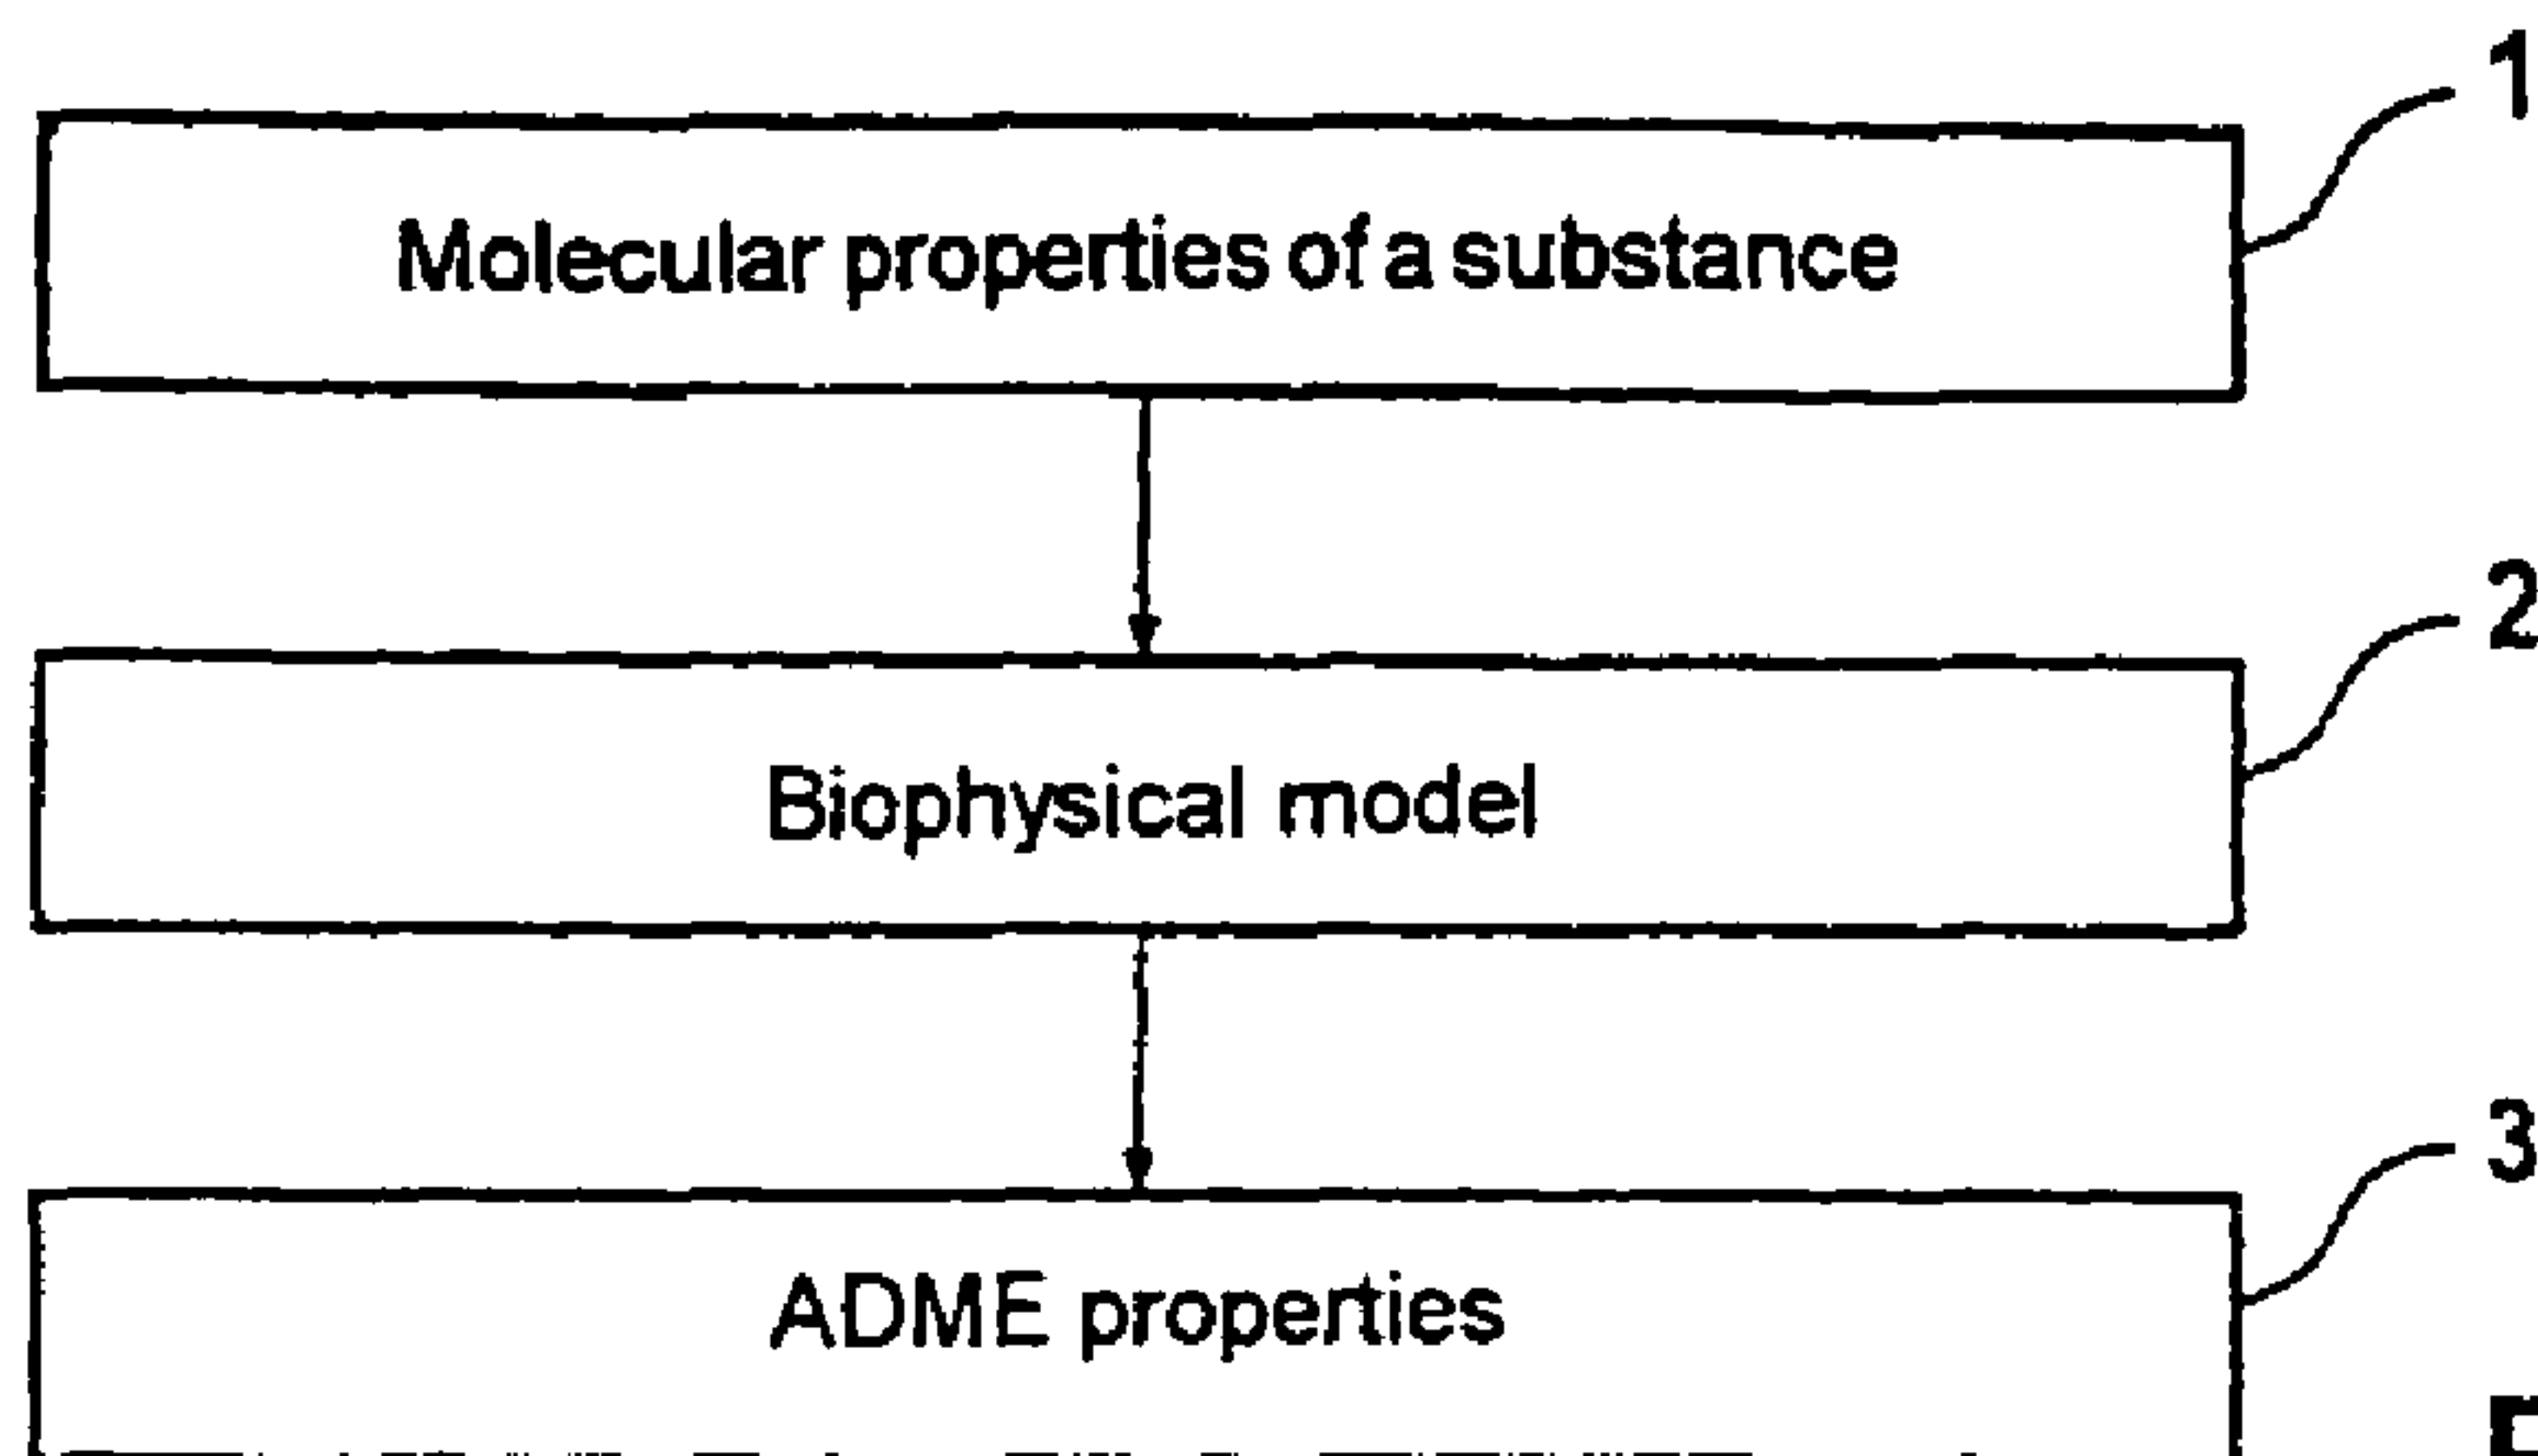 1
Molecular properties of a substance
2
Biophysical model
3
ADME properties